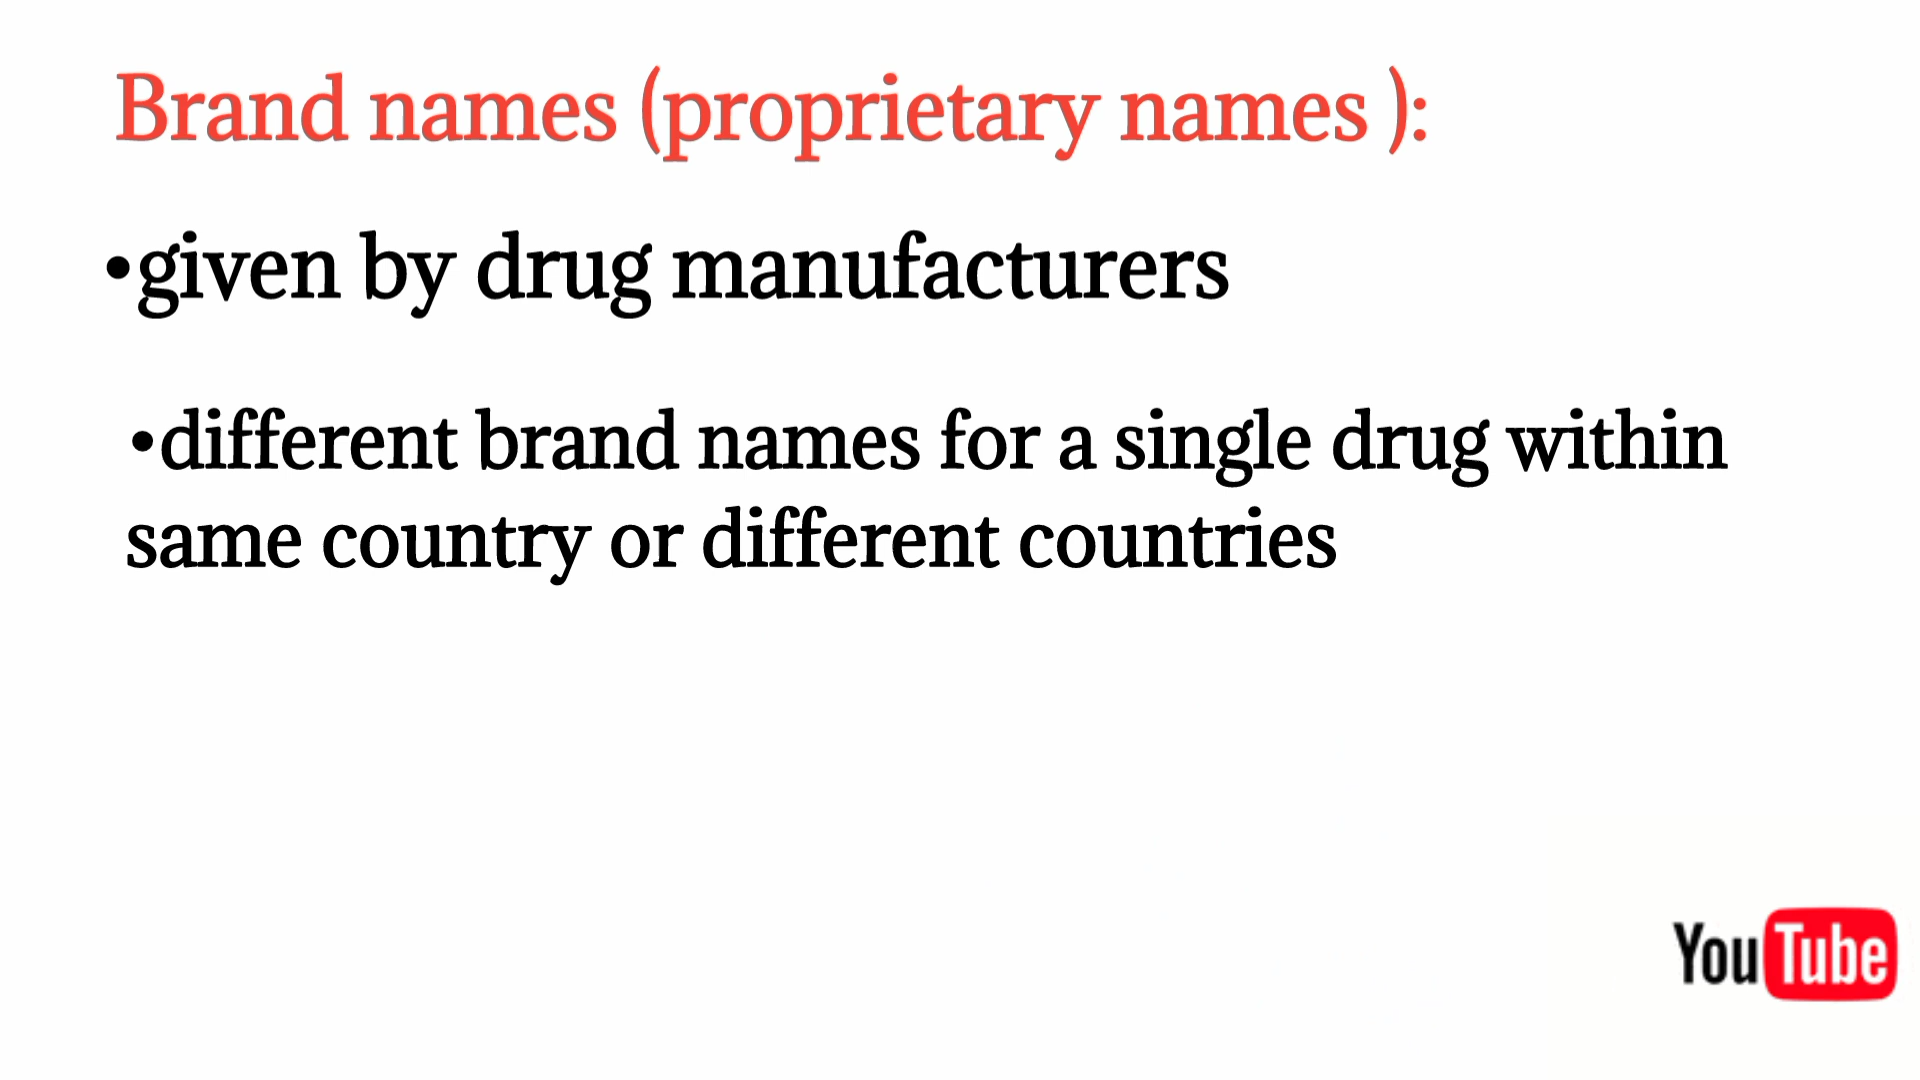 Brand names (proprietary names ):
•given by drug manufacturers
•different brand names for a single drug within
same country or different countries
YouTube